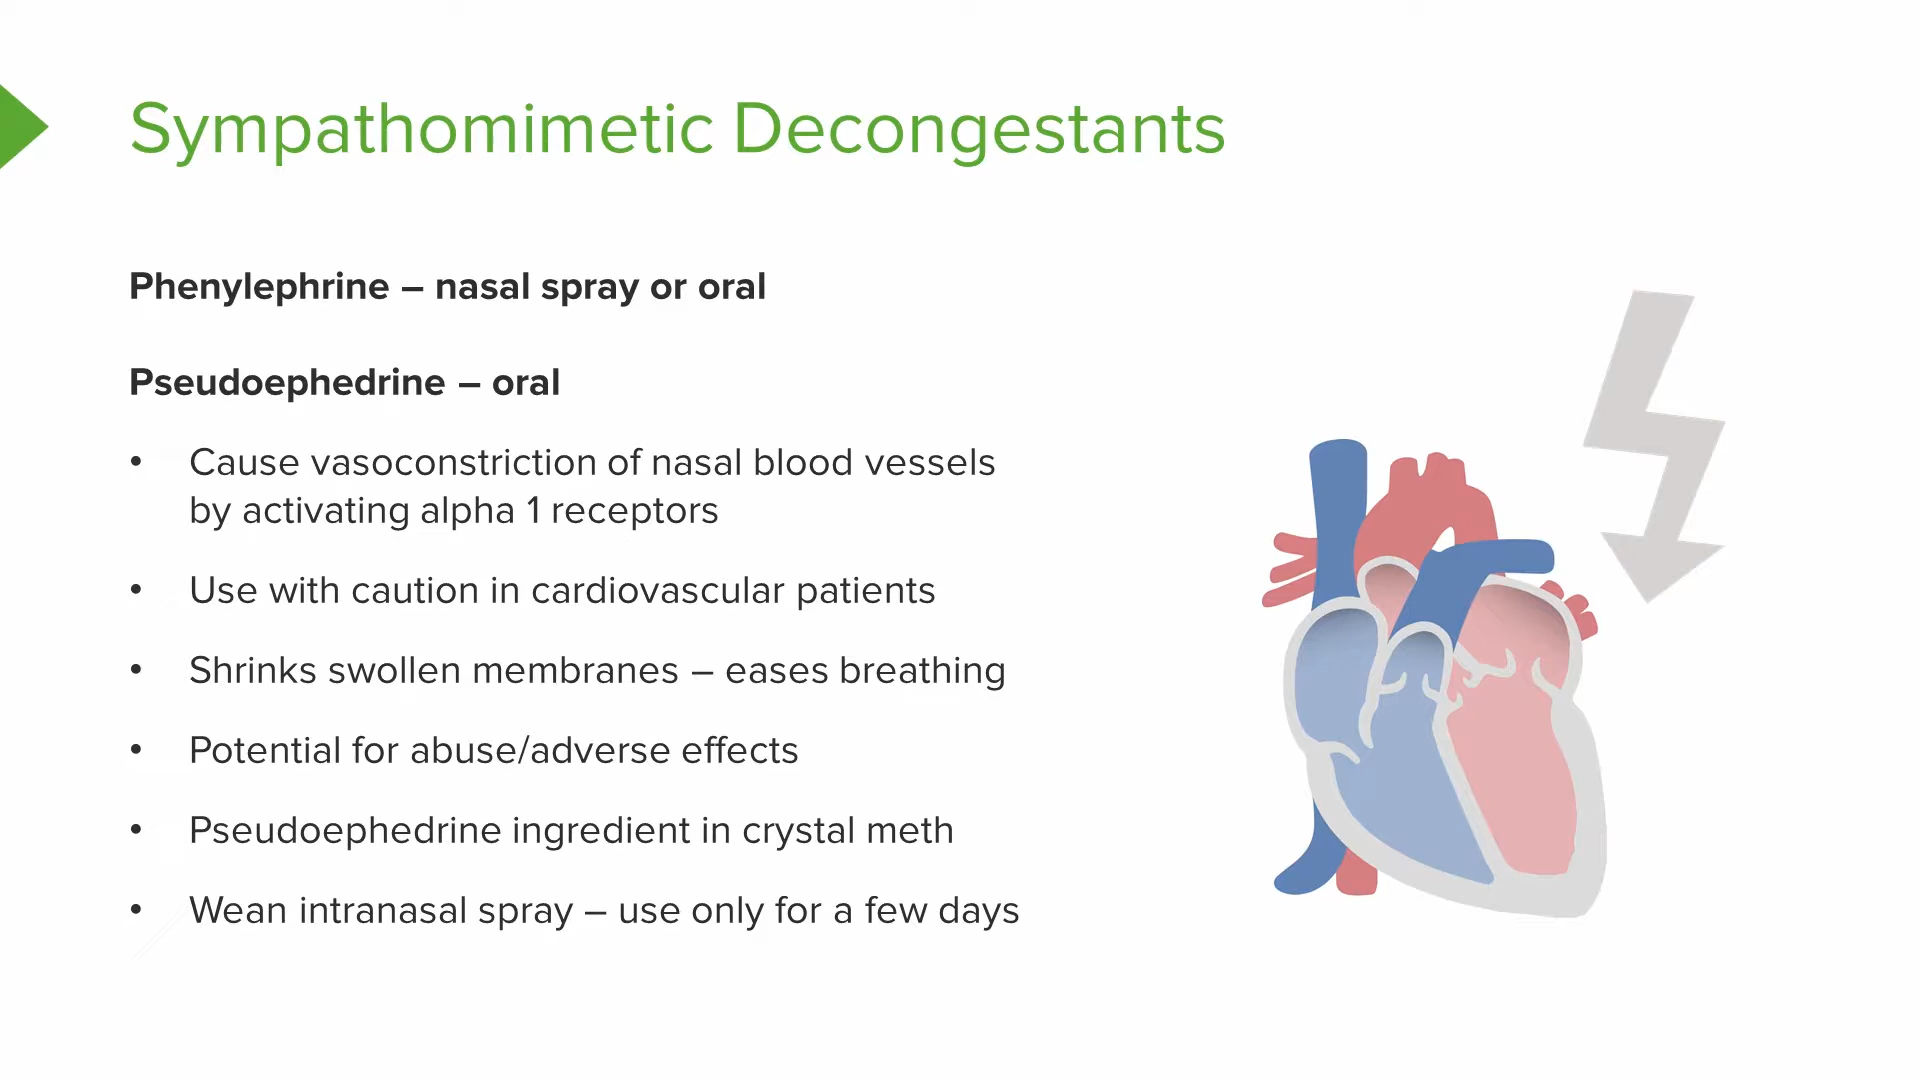 Sympathomimetic Decongestants
Phenylephrine – nasal spray or oral
Pseudoephedrine – oral
• Cause vasoconstriction of nasal blood vessels
by activating alpha 1 receptors
• Use with caution in cardiovascular patients
• Shrinks swollen membranes – eases breathing
• Potential for abuse/adverse effects
• Pseudoephedrine ingredient in crystal meth
• Wean intranasal spray – use only for a few days